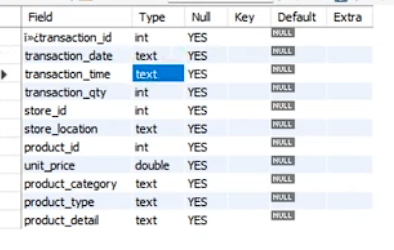 Field Type Null Key Default Extra
ï»¿transaction_id int YES NULL
transaction_date text YES NULL
transaction_time text YES NULL
transaction_qty int YES NULL
store_id int YES NULL
store_location text YES NULL
product_id int YES NULL
unit_price double YES NULL
product_category text YES NULL
product_type text YES NULL
product_detail text YES NULL